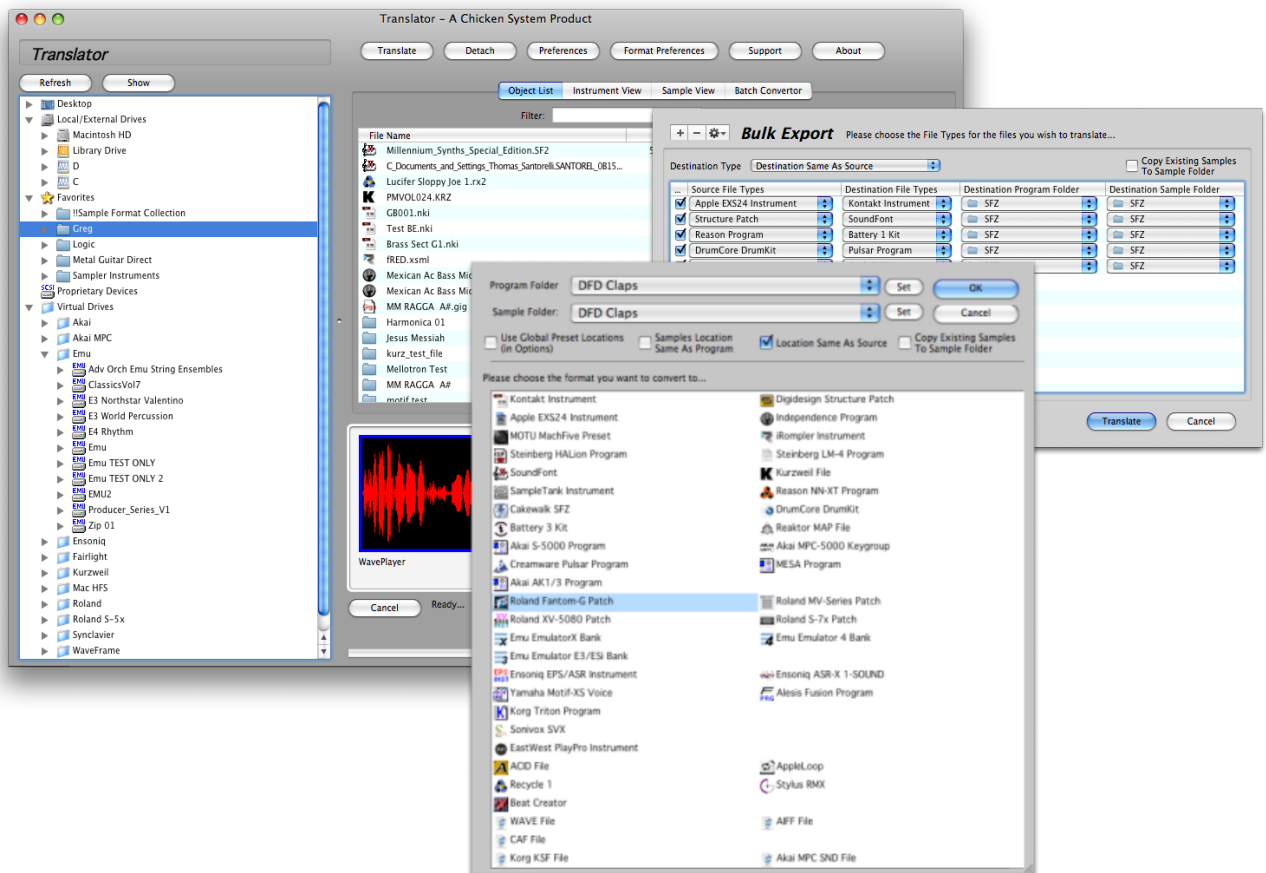 Translator – A Chicken System Product
Translator
Translate
Detach
Preferences
Format Preferences
Support
About
Refresh
Show
Desktop
Local/External Drives
Macintosh HD
Library Drive
D
C
Favorites
!!Sample Format Collection
Greg
Logic
Metal Guitar Direct
Sampler Instruments
Proprietary Devices
Virtual Drives
Akai
Akai MPC
Emu
Adv Orch Emu String Ensembles
ClassicsVol7
E3 Northstar Valentino
E3 World Percussion
E4 Rhythm
Emu
Emu TEST ONLY
Emu TEST ONLY 2
EMU2
Producer_Series_V1
Zip 01
Ensoniq
Fairlight
Kurzweil
Mac HFS
Roland
Roland S-5x
Synclavier
WaveFrame
Object List
Instrument View
Sample View
Batch Convertor
Filter:
File Name
Millennium_Synths_Special_Edition.SF2
C_Documents_and_Settings_Thomas_Santorelli.SANTOREL_0B15...
Lucifer Sloppy Joe 1.rx2
PMVOL024.KRZ
GB001.nki
Test BE.nki
Brass Sect G1.nki
fRED.xsml
Mexican Ac Bass Mic
Mexican Ac Bass Mic
MM RAGGA A#.gig
Harmonica 01
Jesus Messiah
kurz_test_file
Mellotron Test
MM RAGGA A#
motif test
WavePlayer
Cancel
Ready...
Bulk Export
Please choose the File Types for the files you wish to translate...
Destination Type
Destination Same As Source
Copy Existing Samples
To Sample Folder
... Source File Types Destination File Types Destination Program Folder Destination Sample Folder
Apple EXS24 Instrument Kontakt Instrument SFZ SFZ
Structure Patch SoundFont SFZ SFZ
Reason Program Battery 1 Kit SFZ SFZ
DrumCore DrumKit Pulsar Program SFZ SFZ
SFZ
Translate
Cancel
Program Folder DFD Claps Set OK
Sample Folder: DFD Claps Set Cancel
Use Global Preset Locations
(in Options)
Samples Location
Same As Program
Location Same As Source
Copy Existing Samples
To Sample Folder
Please choose the format you want to convert to...
Kontakt Instrument Digidesign Structure Patch
Apple EXS24 Instrument Independence Program
MOTU MachFive Preset iRompler Instrument
Steinberg HALion Program Steinberg LM-4 Program
SoundFont Kurzweil File
SampleTank Instrument Reason NN-XT Program
Cakewalk SFZ DrumCore DrumKit
Battery 3 Kit Reaktor MAP File
Akai S-5000 Program Akai MPC-5000 Keygroup
Creamware Pulsar Program MESA Program
Akai AK1/3 Program
Roland Fantom-G Patch Roland MV-Series Patch
Roland XV-5080 Patch Roland S-7x Patch
Emu EmulatorX Bank Emu Emulator 4 Bank
Emu Emulator E3/ESi Bank
Ensoniq EPS/ASR Instrument Ensoniq ASR-X 1-SOUND
Yamaha Motif-XS Voice Alesis Fusion Program
Korg Triton Program
Sonivox SVX
EastWest PlayPro Instrument
ACID File AppleLoop
Recycle 1 Stylus RMX
Beat Creator
WAVE File AIFF File
CAF File
Korg KSF File Akai MPC SND File